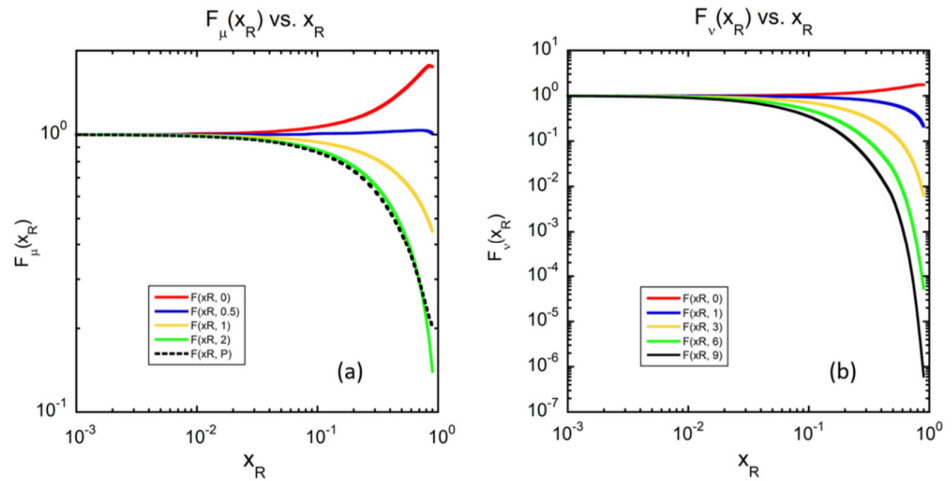 F_μ(x_R) vs. x_R
10^0
10^-1
F_μ(x_R)
F(xR, 0)
F(xR, 0.5)
F(xR, 1)
F(xR, 2)
F(xR, P)
(a)
10^-3 10^-2 10^-1 10^0
x_R
F_ν(x_R) vs. x_R
10^1
10^0
10^-1
10^-2
10^-3
10^-4
10^-5
10^-6
10^-7
F_ν(x_R)
F(xR, 0)
F(xR, 1)
F(xR, 3)
F(xR, 6)
F(xR, 9)
(b)
10^-3 10^-2 10^-1 10^0
x_R